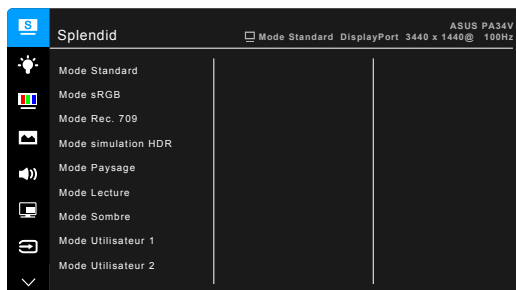 S
Splendid
ASUS PA34V
Mode Standard DisplayPort 3440 x 1440@ 100Hz
Mode Standard
Mode sRGB
Mode Rec. 709
Mode simulation HDR
Mode Paysage
Mode Lecture
Mode Sombre
Mode Utilisateur 1
Mode Utilisateur 2